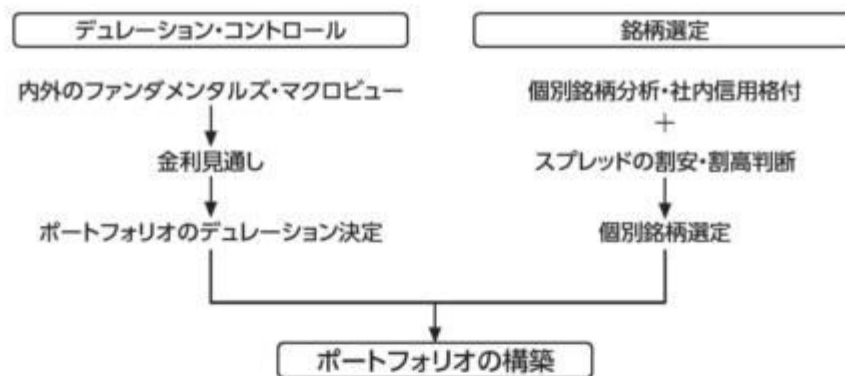 デュレーション・コントロール
内外のファンダメンタルズ・マクロビュー
金利見通し
ポートフォリオのデュレーション決定
銘柄選定
個別銘柄分析・社内信用格付
+
スプレッドの割安・割高判断
個別銘柄選定
ポートフォリオの構築